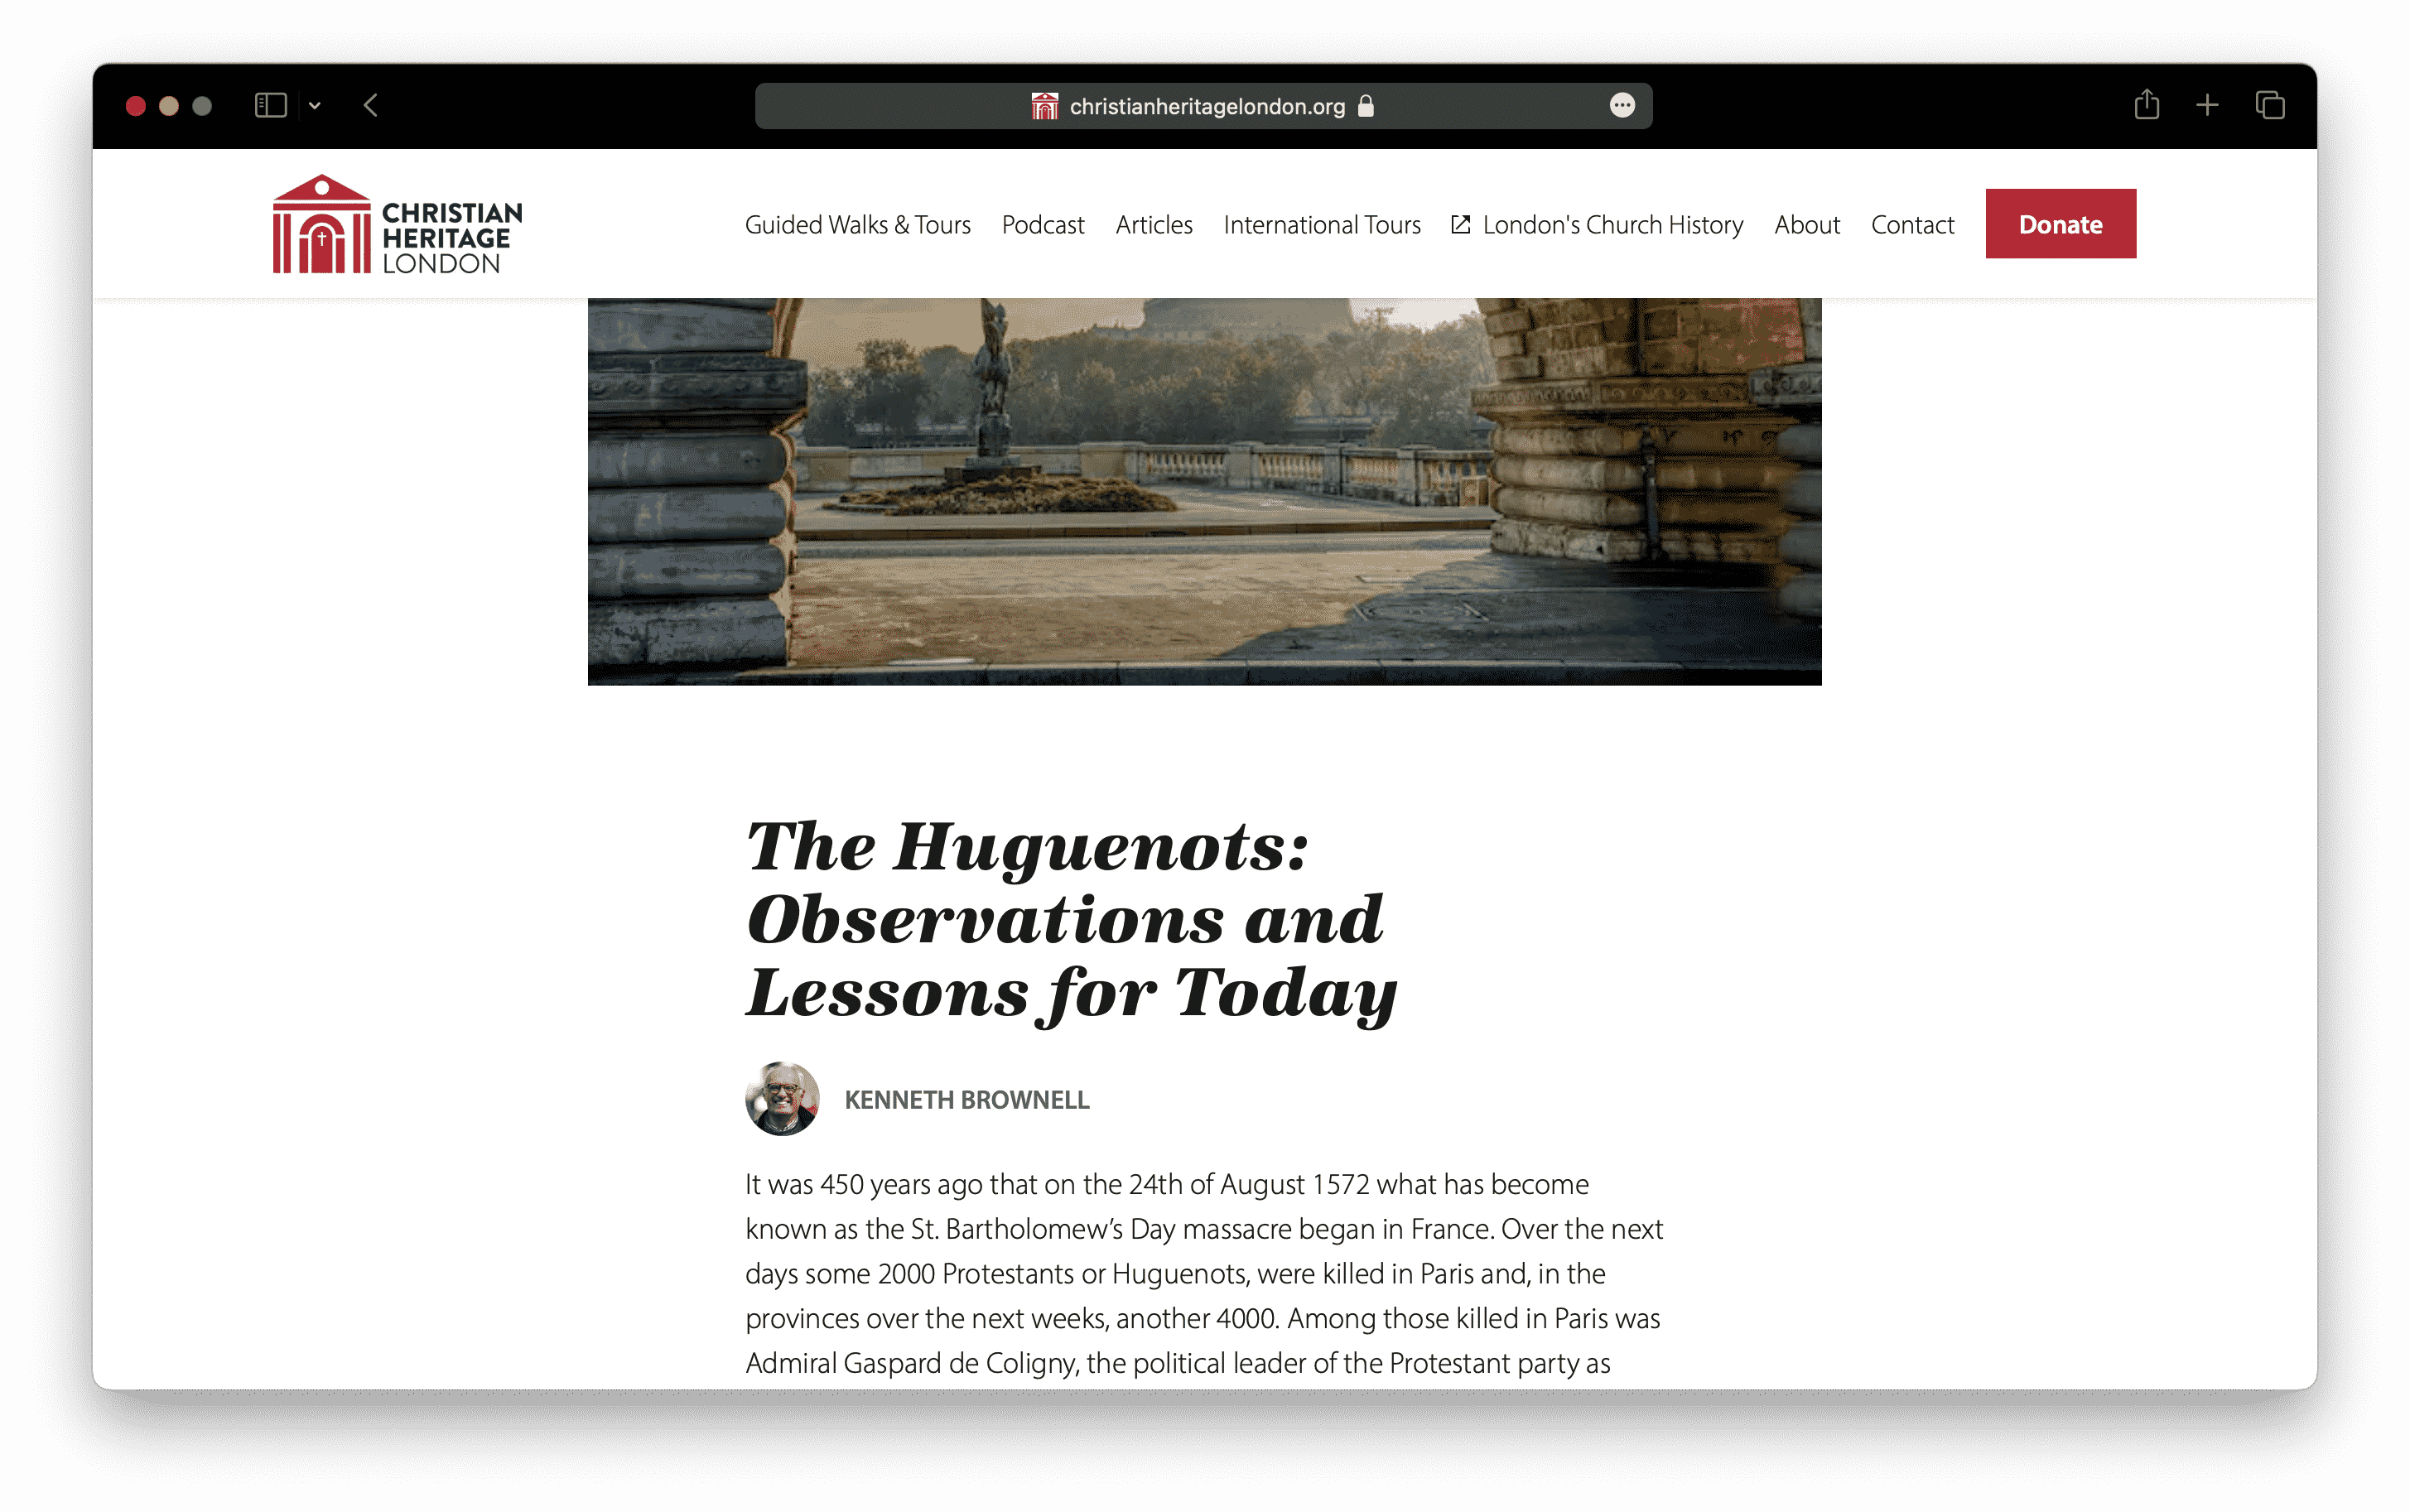 christianheritagelondon.org
CHRISTIAN
HERITAGE
LONDON
Guided Walks & Tours Podcast Articles International Tours London's Church History About Contact Donate
The Huguenots:
Observations and
Lessons for Today
KENNETH BROWNELL
It was 450 years ago that on the 24th of August 1572 what has become
known as the St. Bartholomew’s Day massacre began in France. Over the next
days some 2000 Protestants or Huguenots, were killed in Paris and, in the
provinces over the next weeks, another 4000. Among those killed in Paris was
Admiral Gaspard de Coligny, the political leader of the Protestant party as